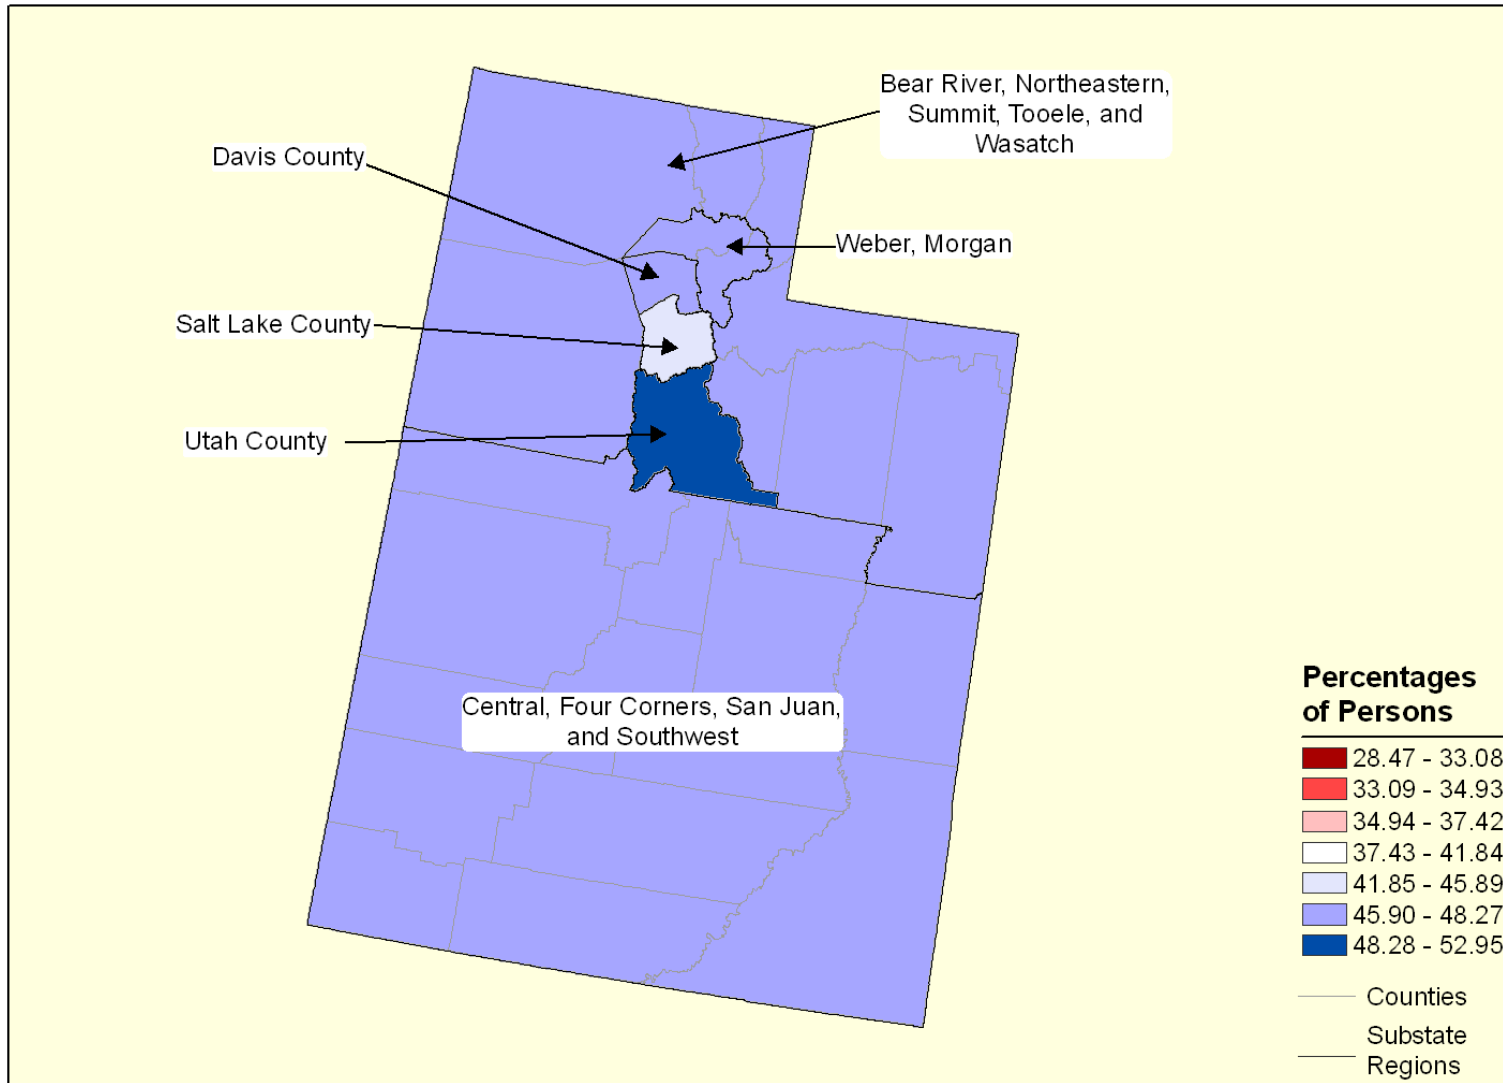 Bear River, Northeastern,
Summit, Tooele, and
Wasatch
Davis County
Weber, Morgan
Salt Lake County
Utah County
Central, Four Corners, San Juan,
and Southwest
Percentages
of Persons
28.47 - 33.08
33.09 - 34.93
34.94 - 37.42
37.43 - 41.84
41.85 - 45.89
45.90 - 48.27
48.28 - 52.95
Counties
Substate
Regions